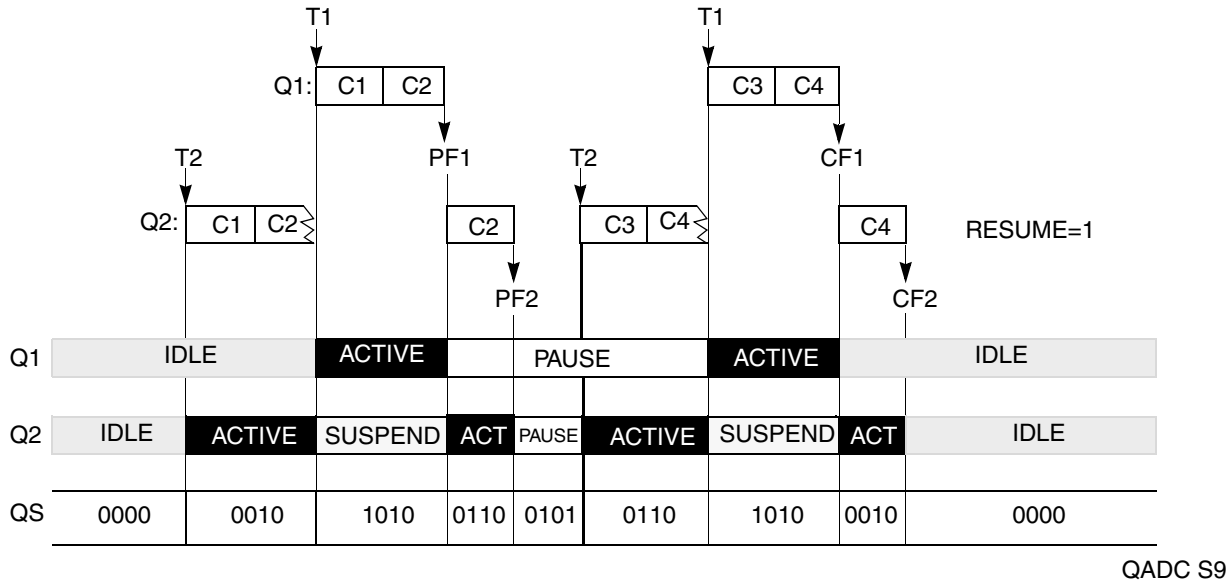 T1 T1
Q1: C1 C2 C3 C4
T2 PF1 T2 CF1
Q2: C1 C2 C2 C3 C4 C4 RESUME=1
PF2 CF2
Q1 IDLE ACTIVE PAUSE ACTIVE IDLE
Q2 IDLE ACTIVE SUSPEND ACT PAUSE ACTIVE SUSPEND ACT IDLE
QS 0000 0010 1010 0110 0101 0110 1010 0010 0000
QADC S9